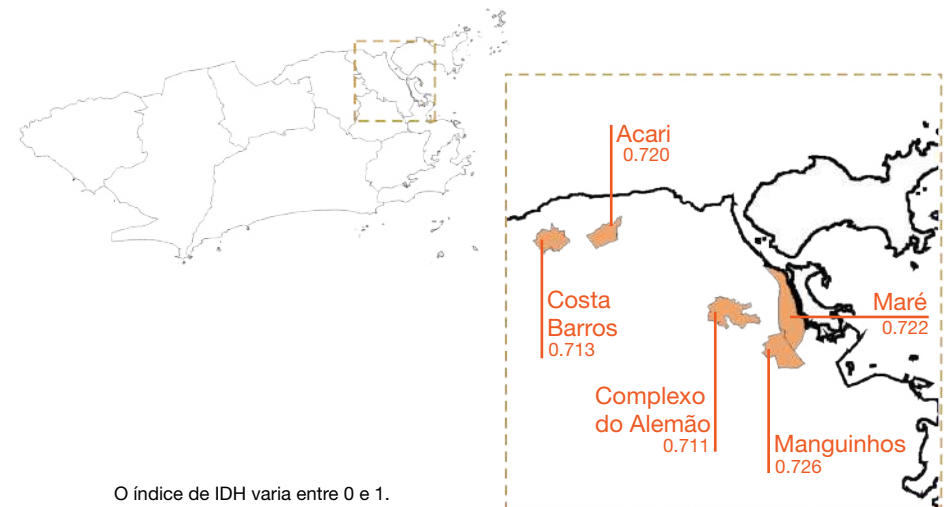 Acari
0.720
Costa
Barros
0.713
Maré
0.722
Complexo
do Alemão
0.711
Manguinhos
0.726
O índice de IDH varia entre 0 e 1.